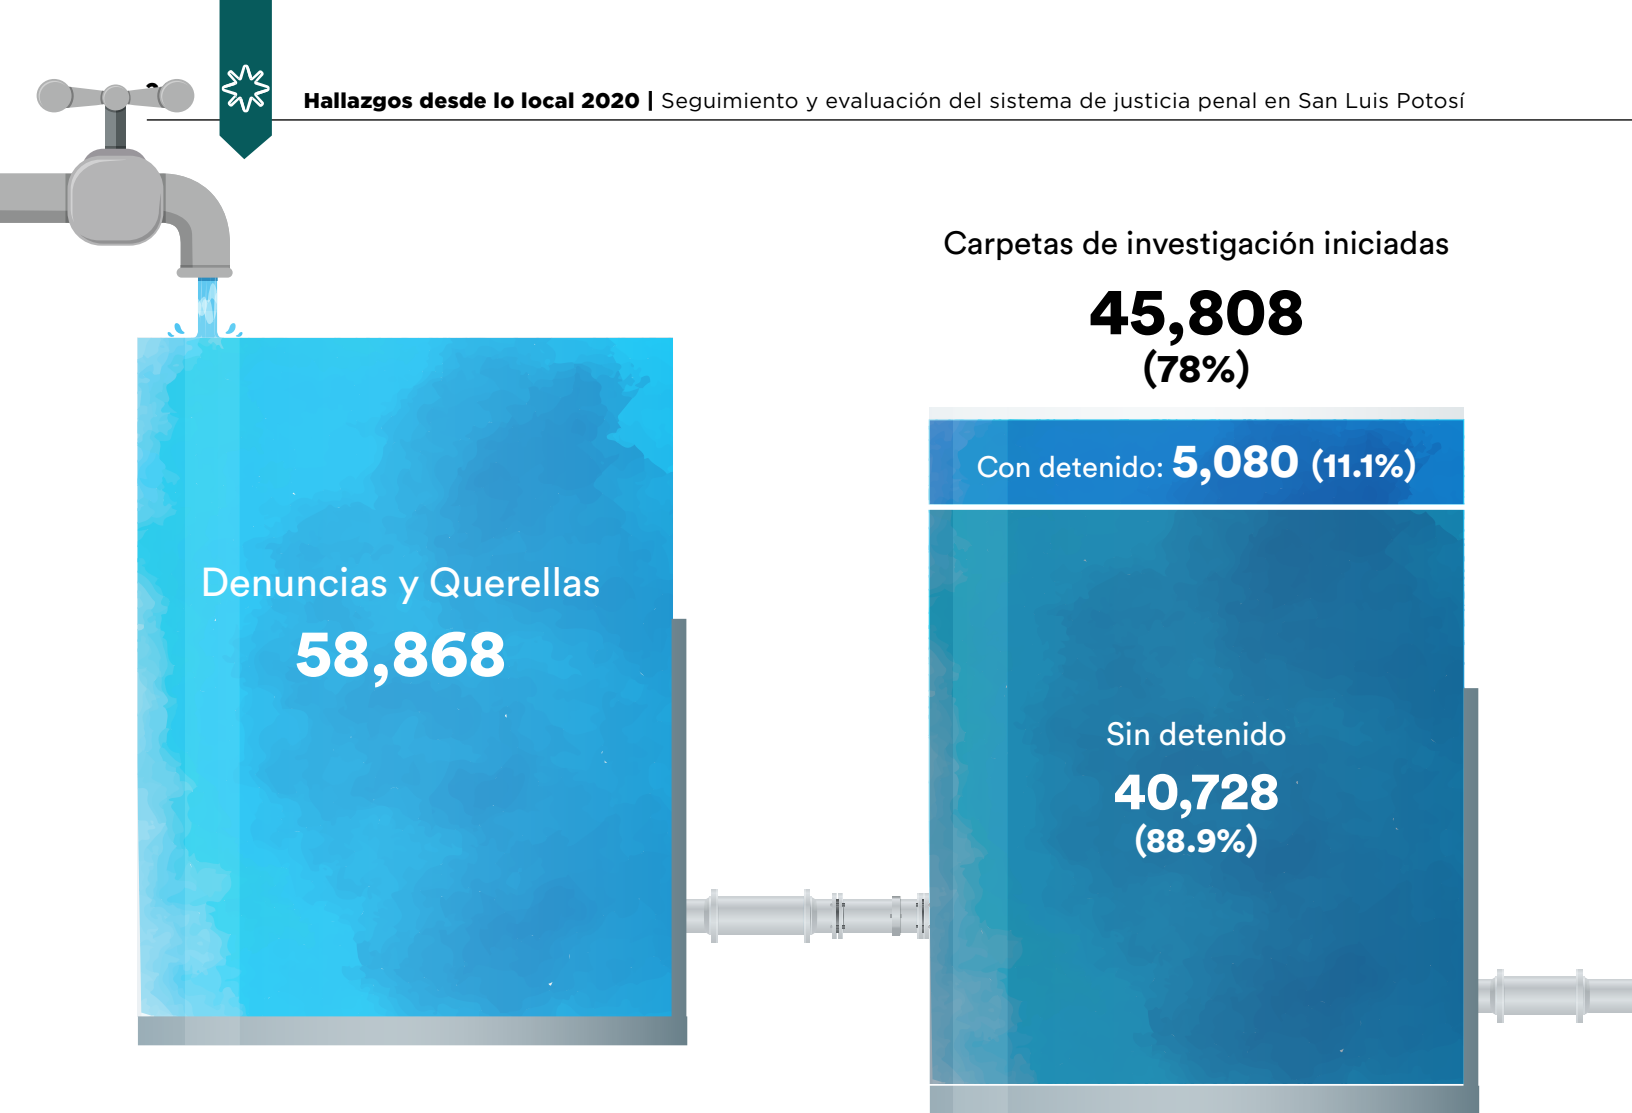 Hallazgos desde lo local 2020 | Seguimiento y evaluación del sistema de justicia penal en San Luis Potosí
Carpetas de investigación iniciadas
45,808
(78%)
Con detenido: 5,080 (11.1%)
Denuncias y Querellas
58,868
Sin detenido
40,728
(88.9%)